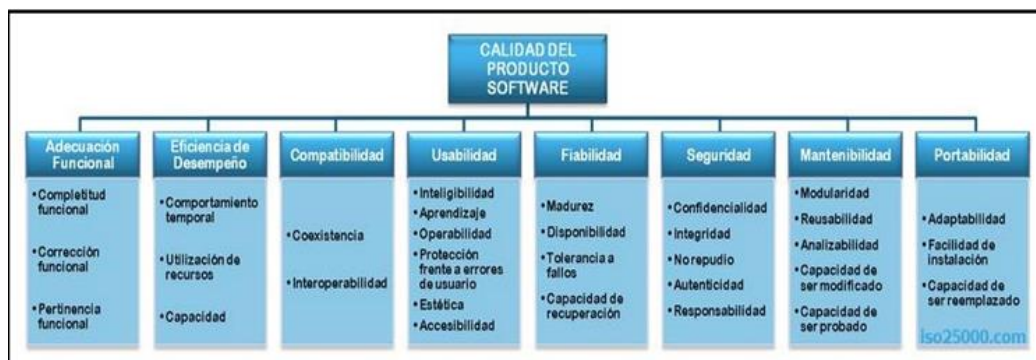 CALIDAD DEL
PRODUCTO
SOFTWARE
Adecuación
Funcional
• Completitud
funcional
• Corrección
funcional
• Pertinencia
funcional
Eficiencia de
Desempeño
• Comportamiento
temporal
• Utilización de
recursos
• Capacidad
Compatibilidad
• Coexistencia
• Interoperabilidad
Usabilidad
• Inteligibilidad
• Aprendizaje
• Operabilidad
• Protección
frente a errores
de usuario
• Estética
• Accesibilidad
Fiabilidad
• Madurez
• Disponibilidad
• Tolerancia a
fallos
• Capacidad de
recuperación
Seguridad
• Confidencialidad
• Integridad
• No repudio
• Autenticidad
• Responsabilidad
Mantenibilidad
• Modularidad
• Reusabilidad
• Analizabilidad
• Capacidad de
ser modificado
• Capacidad de
ser probado
Portabilidad
• Adaptabilidad
• Facilidad de
instalación
• Capacidad de
ser reemplazado
iso25000.com